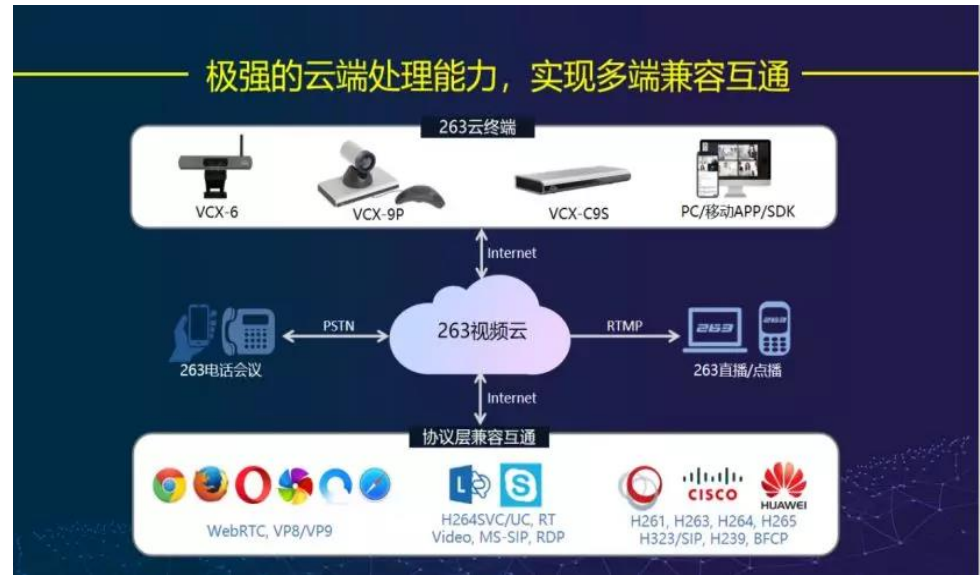 极强的云端处理能力，实现多端兼容互通
263云终端
VCX-6
VCX-9P
VCX-C9S
PC/移动APP/SDK
Internet
PSTN
263视频云
RTMP
263
263
263电话会议
263直播/点播
Internet
协议层兼容互通
CISCO
HUAWEI
WebRTC, VP8/VP9
H264SVC/UC, RT
Video, MS-SIP, RDP
H261, H263, H264, H265
H323/SIP, H239, BFCP